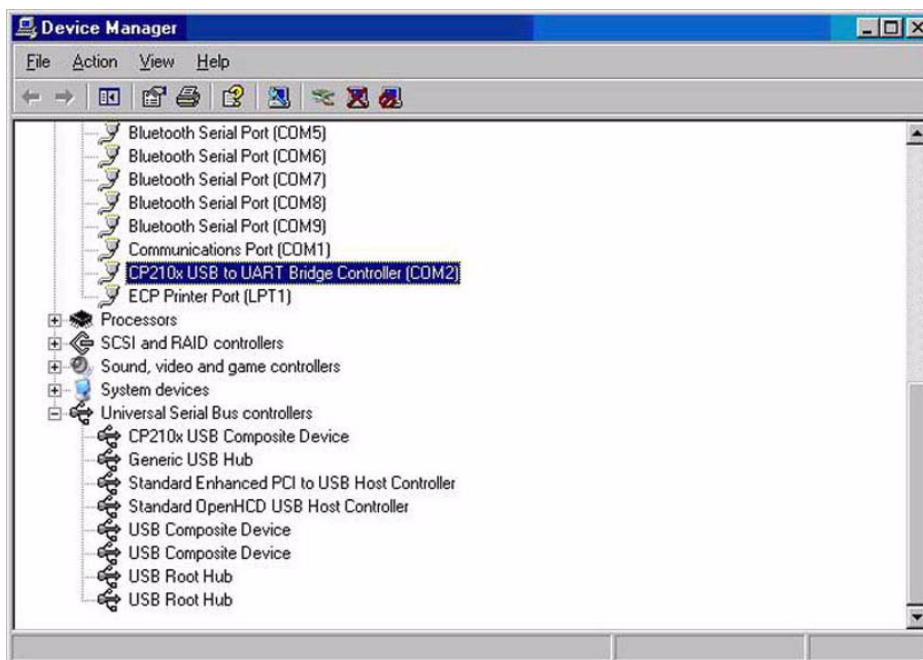 Device Manager
File Action View Help
Bluetooth Serial Port (COM5)
Bluetooth Serial Port (COM6)
Bluetooth Serial Port (COM7)
Bluetooth Serial Port (COM8)
Bluetooth Serial Port (COM9)
Communications Port (COM1)
CP210x USB to UART Bridge Controller (COM2)
ECP Printer Port (LPT1)
Processors
SCSI and RAID controllers
Sound, video and game controllers
System devices
Universal Serial Bus controllers
CP210x USB Composite Device
Generic USB Hub
Standard Enhanced PCI to USB Host Controller
Standard OpenHCD USB Host Controller
USB Composite Device
USB Composite Device
USB Root Hub
USB Root Hub